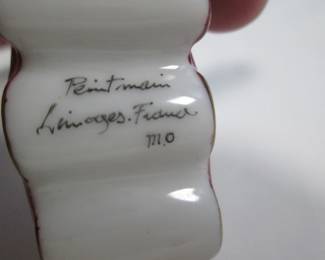 Peint main
Limoges. France
M.O